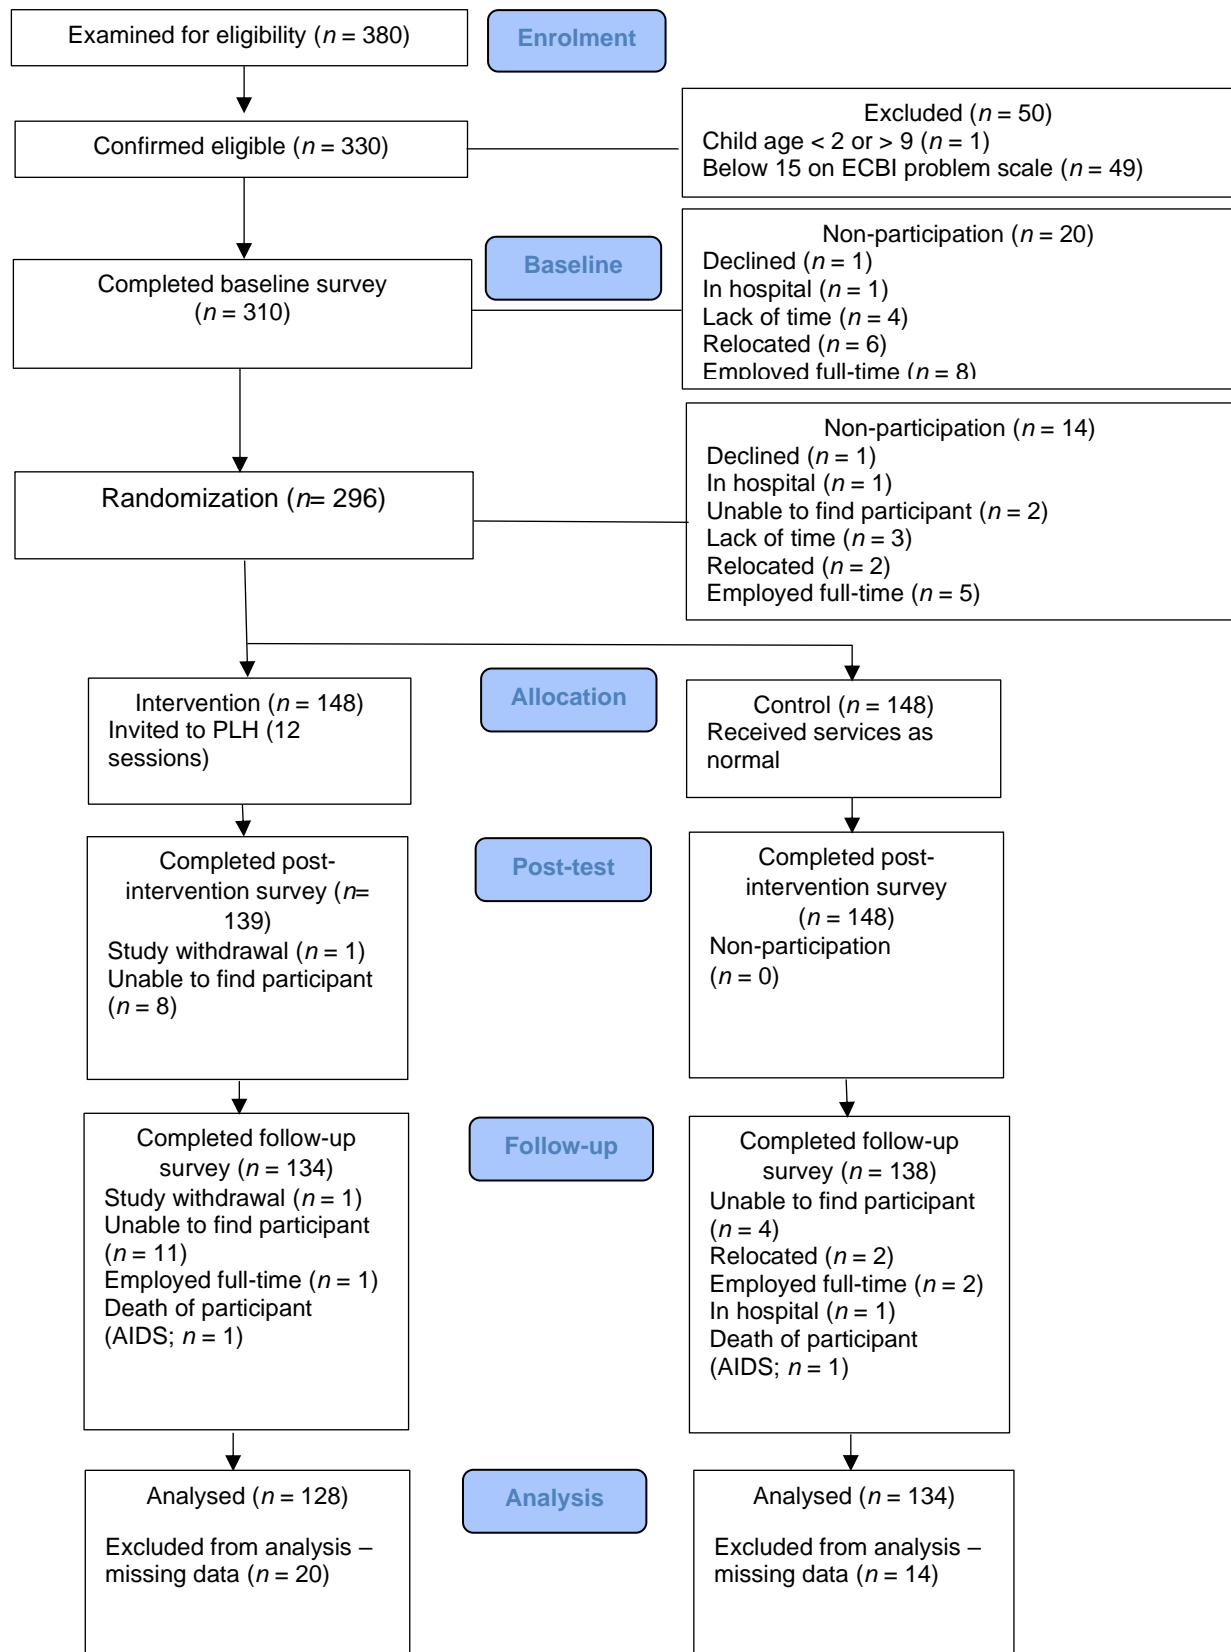 Examined for eligibility (n = 380)
Enrolment
Excluded (n = 50)
Child age < 2 or > 9 (n = 1)
Below 15 on ECBI problem scale (n = 49)
Confirmed eligible (n = 330)
Non-participation (n = 20)
Declined (n = 1)
In hospital (n = 1)
Lack of time (n = 4)
Relocated (n = 6)
Employed full-time (n = 8)
Baseline
Completed baseline survey
(n = 310)
Non-participation (n = 14)
Declined (n = 1)
In hospital (n = 1)
Unable to find participant (n = 2)
Lack of time (n = 3)
Relocated (n = 2)
Employed full-time (n = 5)
Randomization (n= 296)
Intervention (n = 148)
Invited to PLH (12
sessions)
Allocation
Control (n = 148)
Received services as
normal
Completed post-
intervention survey (n=
139)
Study withdrawal (n = 1)
Unable to find participant
(n = 8)
Post-test
Completed post-
intervention survey
(n = 148)
Non-participation
(n = 0)
Completed follow-up
survey (n = 134)
Study withdrawal (n = 1)
Unable to find participant
(n = 11)
Employed full-time (n = 1)
Death of participant
(AIDS; n = 1)
Follow-up
Completed follow-up
survey (n = 138)
Unable to find participant
(n = 4)
Relocated (n = 2)
Employed full-time (n = 2)
In hospital (n = 1)
Death of participant
(AIDS; n = 1)
Analysed (n = 128)
Excluded from analysis –
missing data (n = 20)
Analysis
Analysed (n = 134)
Excluded from analysis –
missing data (n = 14)